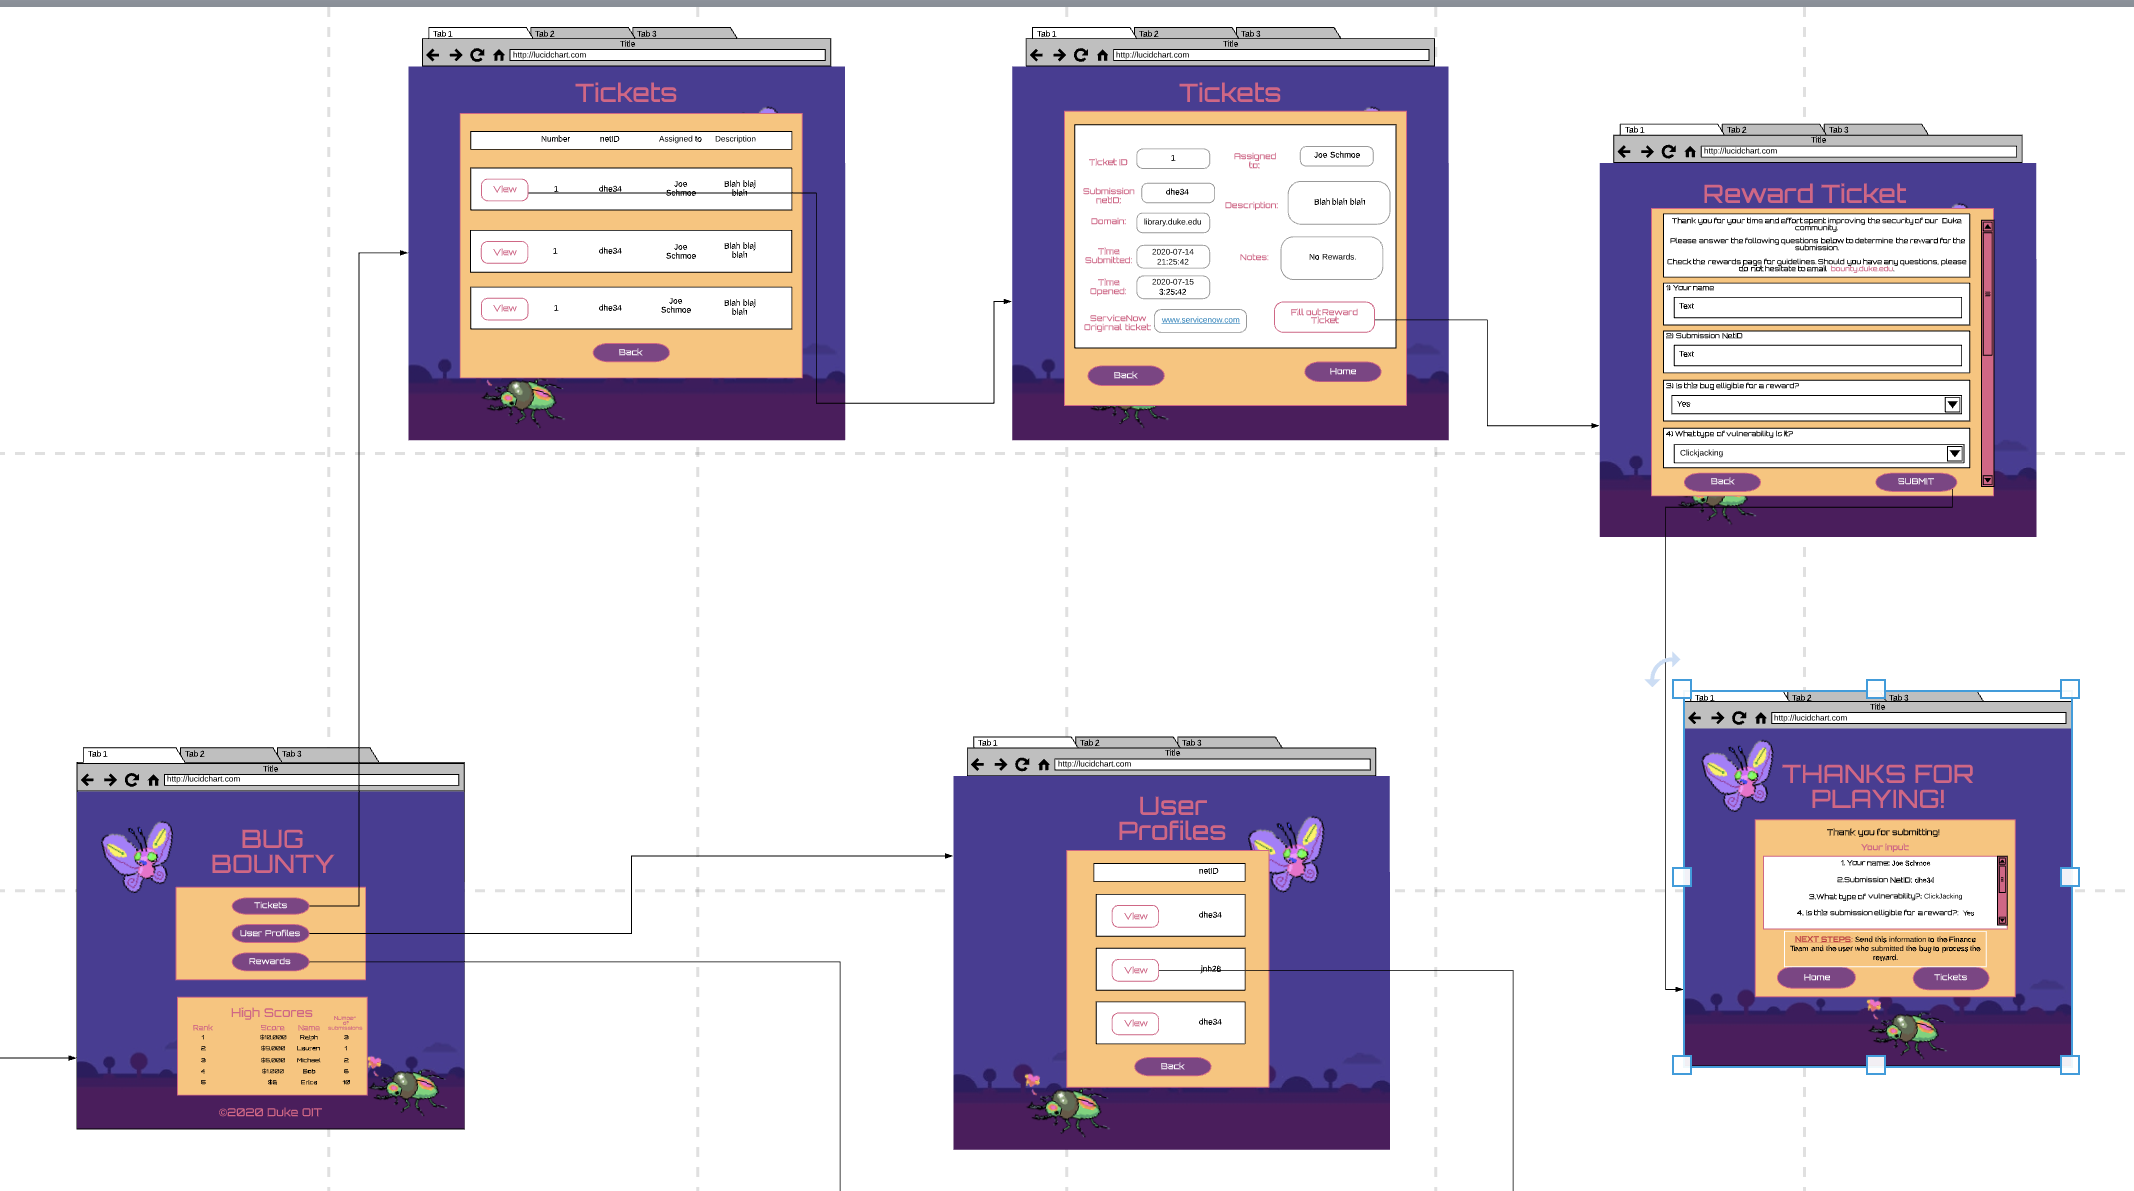 Tab 1 Tab 2 Tab 3
Title
http://lucidchart.com
Tickets
Number netID Assigned to Description
View 1 dhe34 Joe Schmoe Blah blaj blah
View 1 dhe34 Joe Schmoe Blah blaj blah
View 1 dhe34 Joe Schmoe Blah blaj blah
Back
Tab 1 Tab 2 Tab 3
Title
http://lucidchart.com
Tickets
Ticket ID 1
Assigned to: Joe Schmoe
Submission netID: dhe34
Description: Blah blah blah
Domain: library.duke.edu
Time Submitted: 2020-07-14 21:25:42
Notes: No Rewards.
Time Opened: 2020-07-15 3:25:42
ServiceNow Origirnal ticket www.servicenow.com
Fill out Reward Ticket
Back
Home
Tab 1 Tab 2 Tab 3
Title
http://lucidchart.com
Reward Ticket
Thank you for your time and effort spent improving the security of our Duke
community.
Please answer the following questions below to determine the reward for the
submission.
Check the rewards page for guidelines. Should you have any questions, please
do not hesitate to email bounty.duke.edu.
1) Your name
Text
2) Submission NetID
Text
3) Is this bug elligible for a reward?
Yes
4) What type of vulnerability is it?
Clickjacking
Back
SUBMIT
Tab 1 Tab 2 Tab 3
Title
http://lucidchart.com
BUG
BOUNTY
Tickets
User Profiles
Rewards
High Scores
Rank Score Name Number of submissions
1 $10,000 Ralph 3
2 $9,000 Lauren 1
3 $5,000 Michael 2
4 $1,000 Bob 6
5 $6 Erica 10
©2020 Duke OIT
Tab 1 Tab 2 Tab 3
Title
http://lucidchart.com
User
Profiles
netID
View dhe34
View jnh28
View dhe34
Back
Tab 1 Tab 2 Tab 3
Title
http://lucidchart.com
THANKS FOR
PLAYING!
Thank you for submitting!
Your input:
1. Your name: Joe Schmoe
2.Submission NetID: dhe34
3.What type of vulnerability?: ClickJacking
4. Is this submission elligible for a reward?: Yes
NEXT STEPS: Send this information to the Finance
Team and the user who submitted the bug to process the
reward.
Home
Tickets